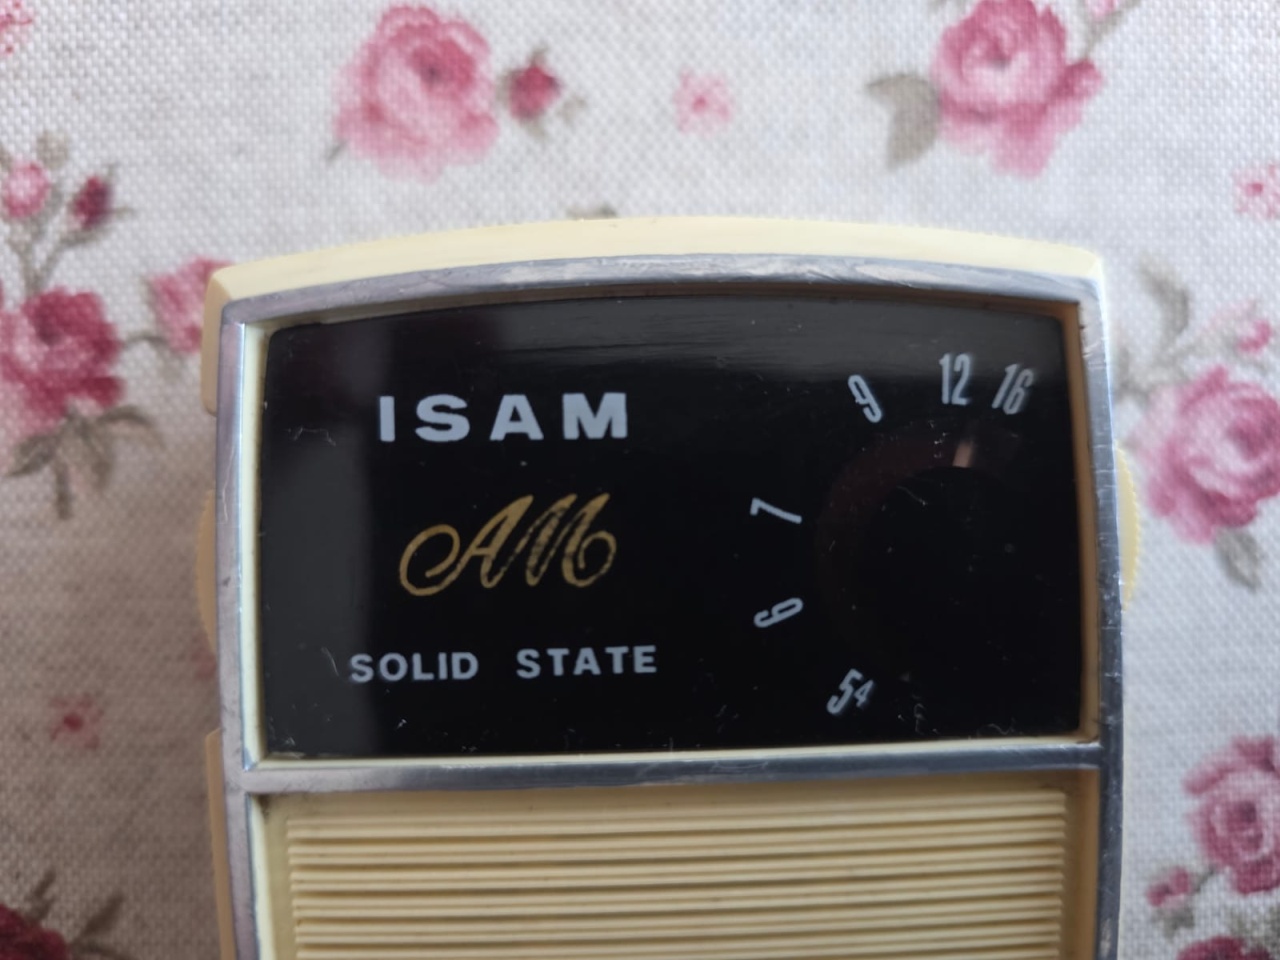 ISAM
AM
SOLID STATE
54 6 7 9 12 16